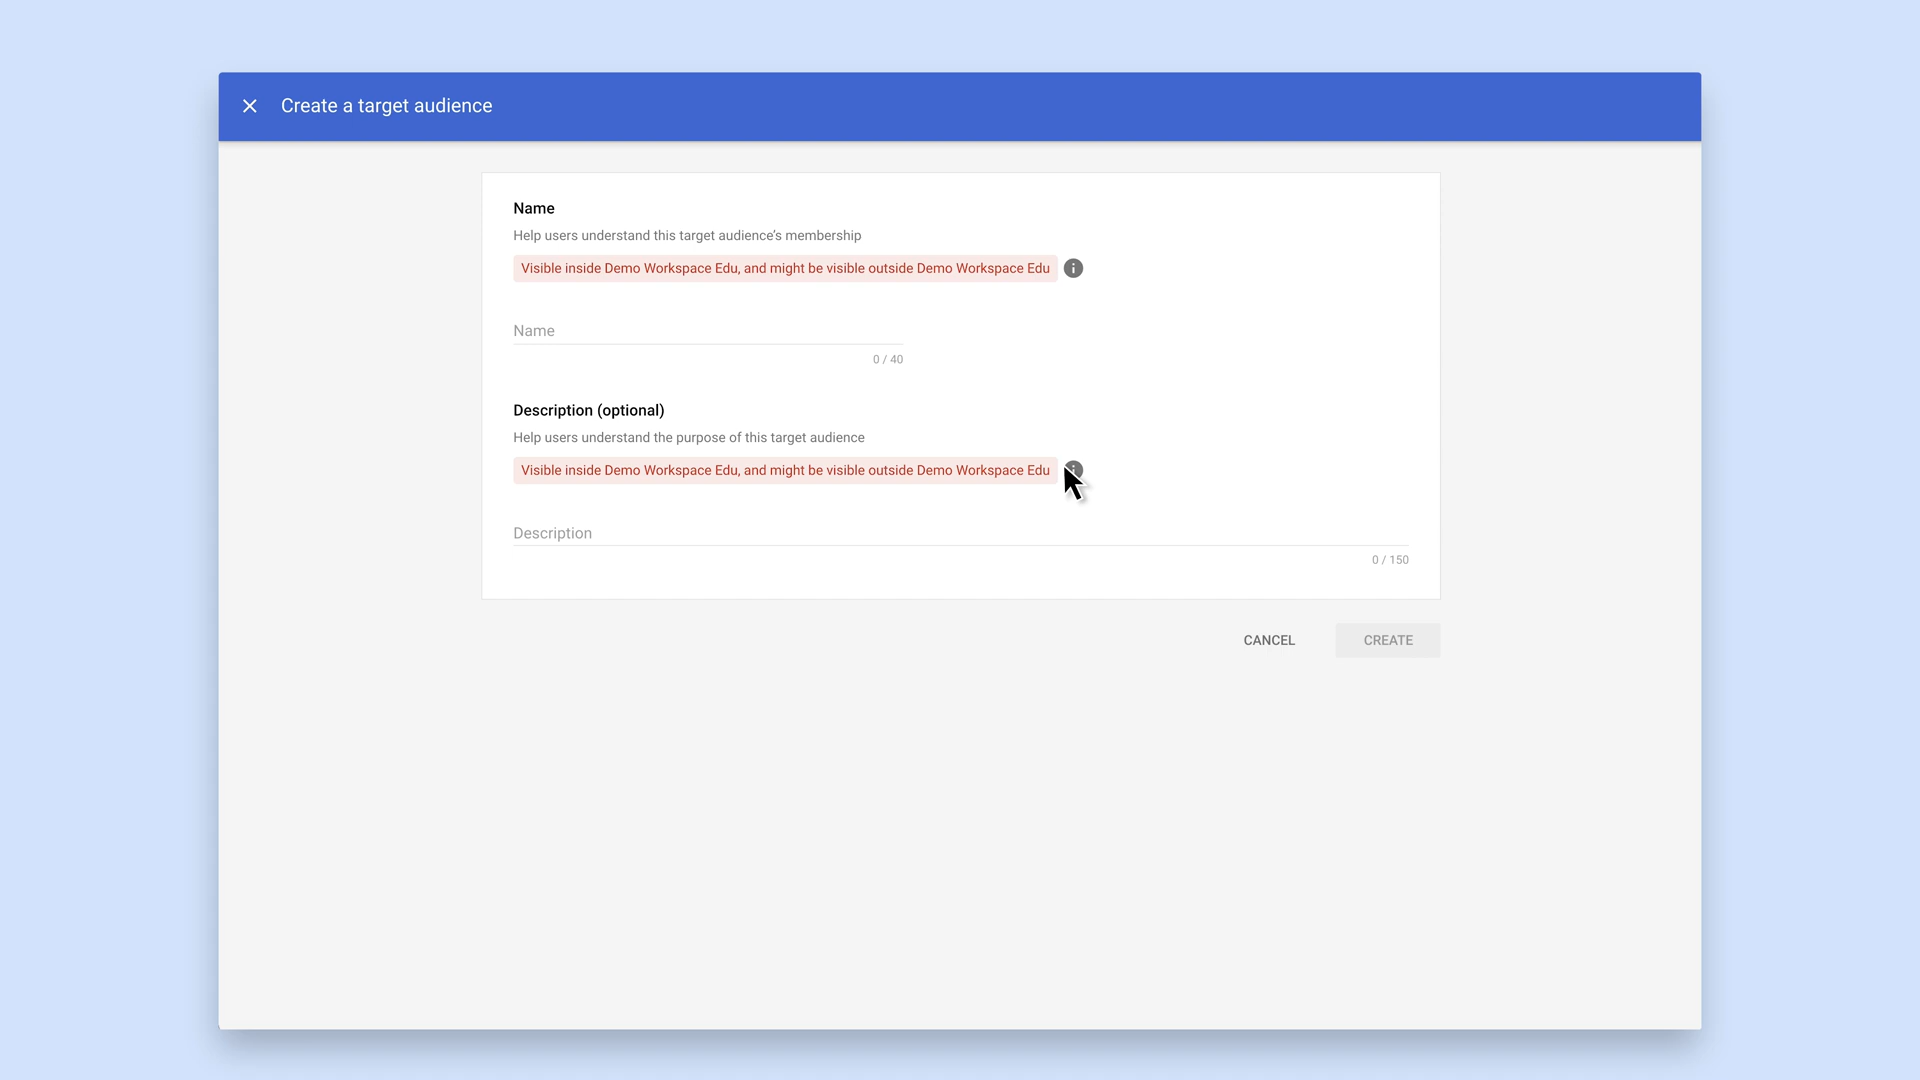 Create a target audience
Name
Help users understand this target audience’s membership
Visible inside Demo Workspace Edu, and might be visible outside Demo Workspace Edu
Name
0 / 40
Description (optional)
Help users understand the purpose of this target audience
Visible inside Demo Workspace Edu, and might be visible outside Demo Workspace Edu
Description
0 / 150
CANCEL
CREATE